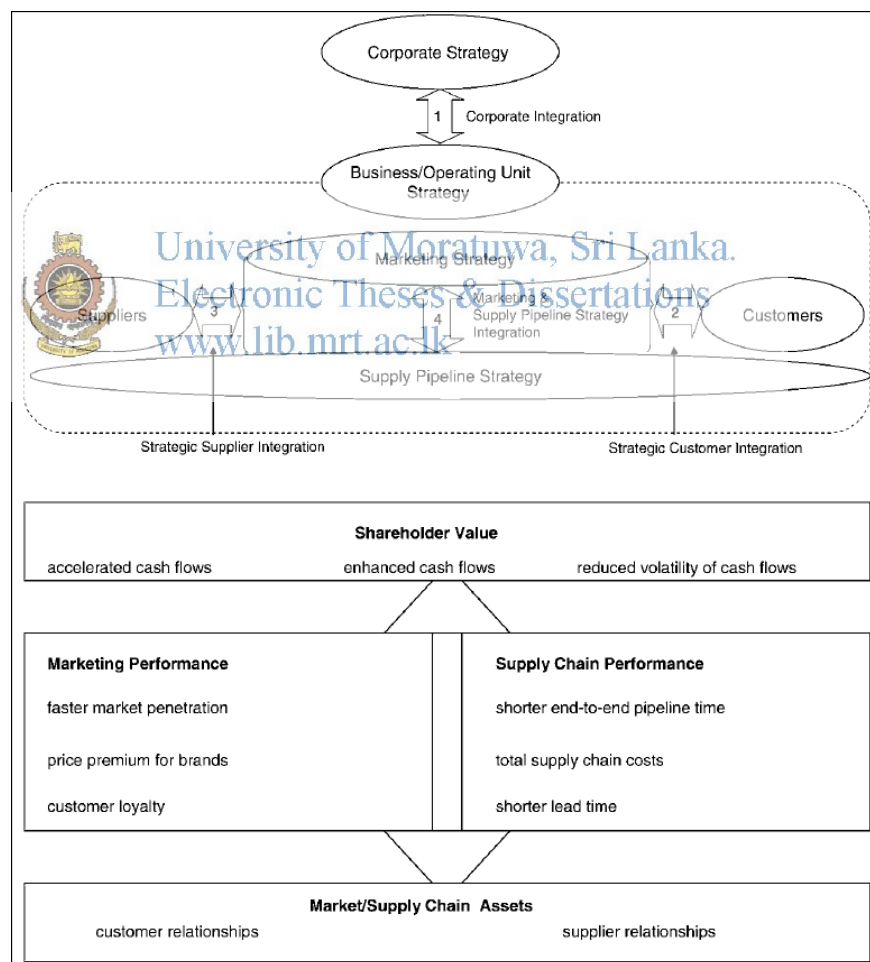 Corporate Strategy
1 Corporate Integration
Business/Operating Unit
Strategy
University of Moratuwa, Sri Lanka.
Electronic Theses & Dissertations
www.lib.mrt.ac.lk
Marketing Strategy
Suppliers
3
4
Marketing &
Supply Pipeline Strategy
Integration
2
Customers
Supply Pipeline Strategy
Strategic Supplier Integration
Strategic Customer Integration
Shareholder Value
accelerated cash flows enhanced cash flows reduced volatility of cash flows
Marketing Performance
faster market penetration
price premium for brands
customer loyalty
Supply Chain Performance
shorter end-to-end pipeline time
total supply chain costs
shorter lead time
Market/Supply Chain Assets
customer relationships supplier relationships